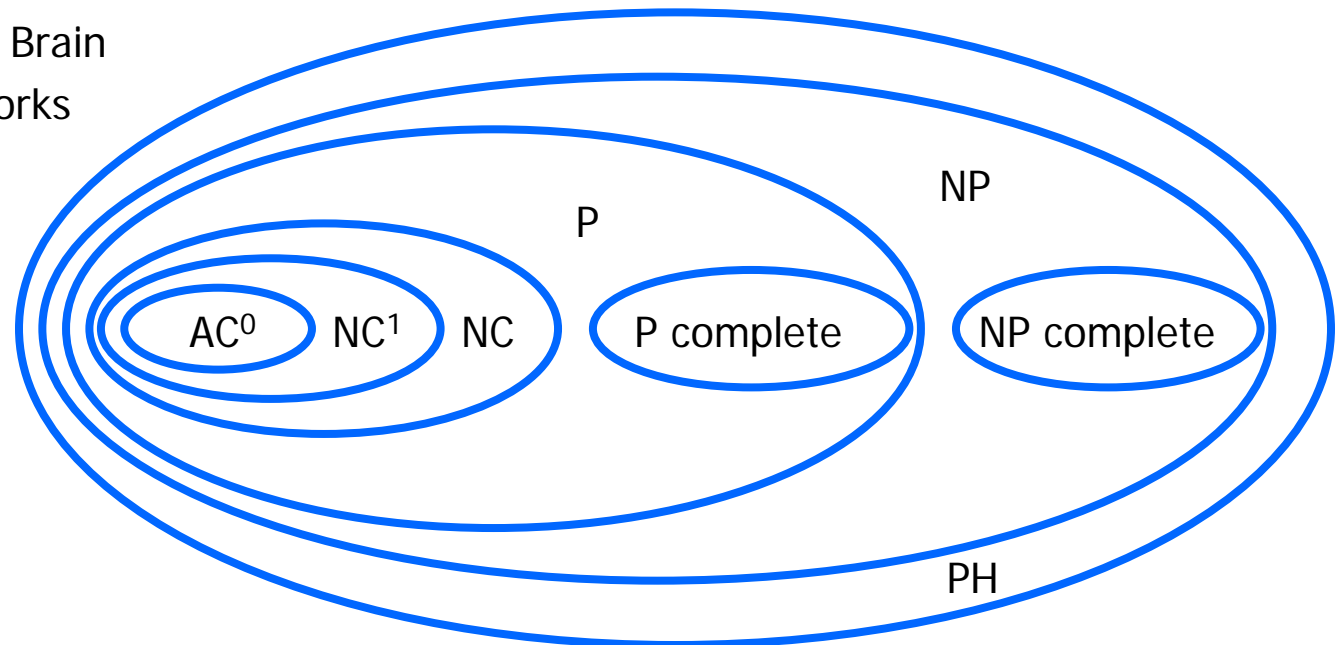 Brain
orks
NP
P
AC⁰ NC¹ NC P complete NP complete
PH